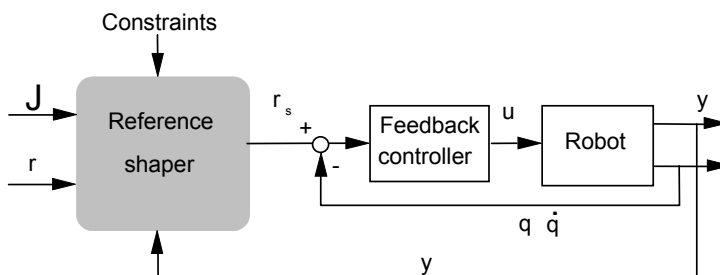 Constraints
J
r
Reference
shaper
r s
+
-
Feedback
controller
u
Robot
y
q q̇
y